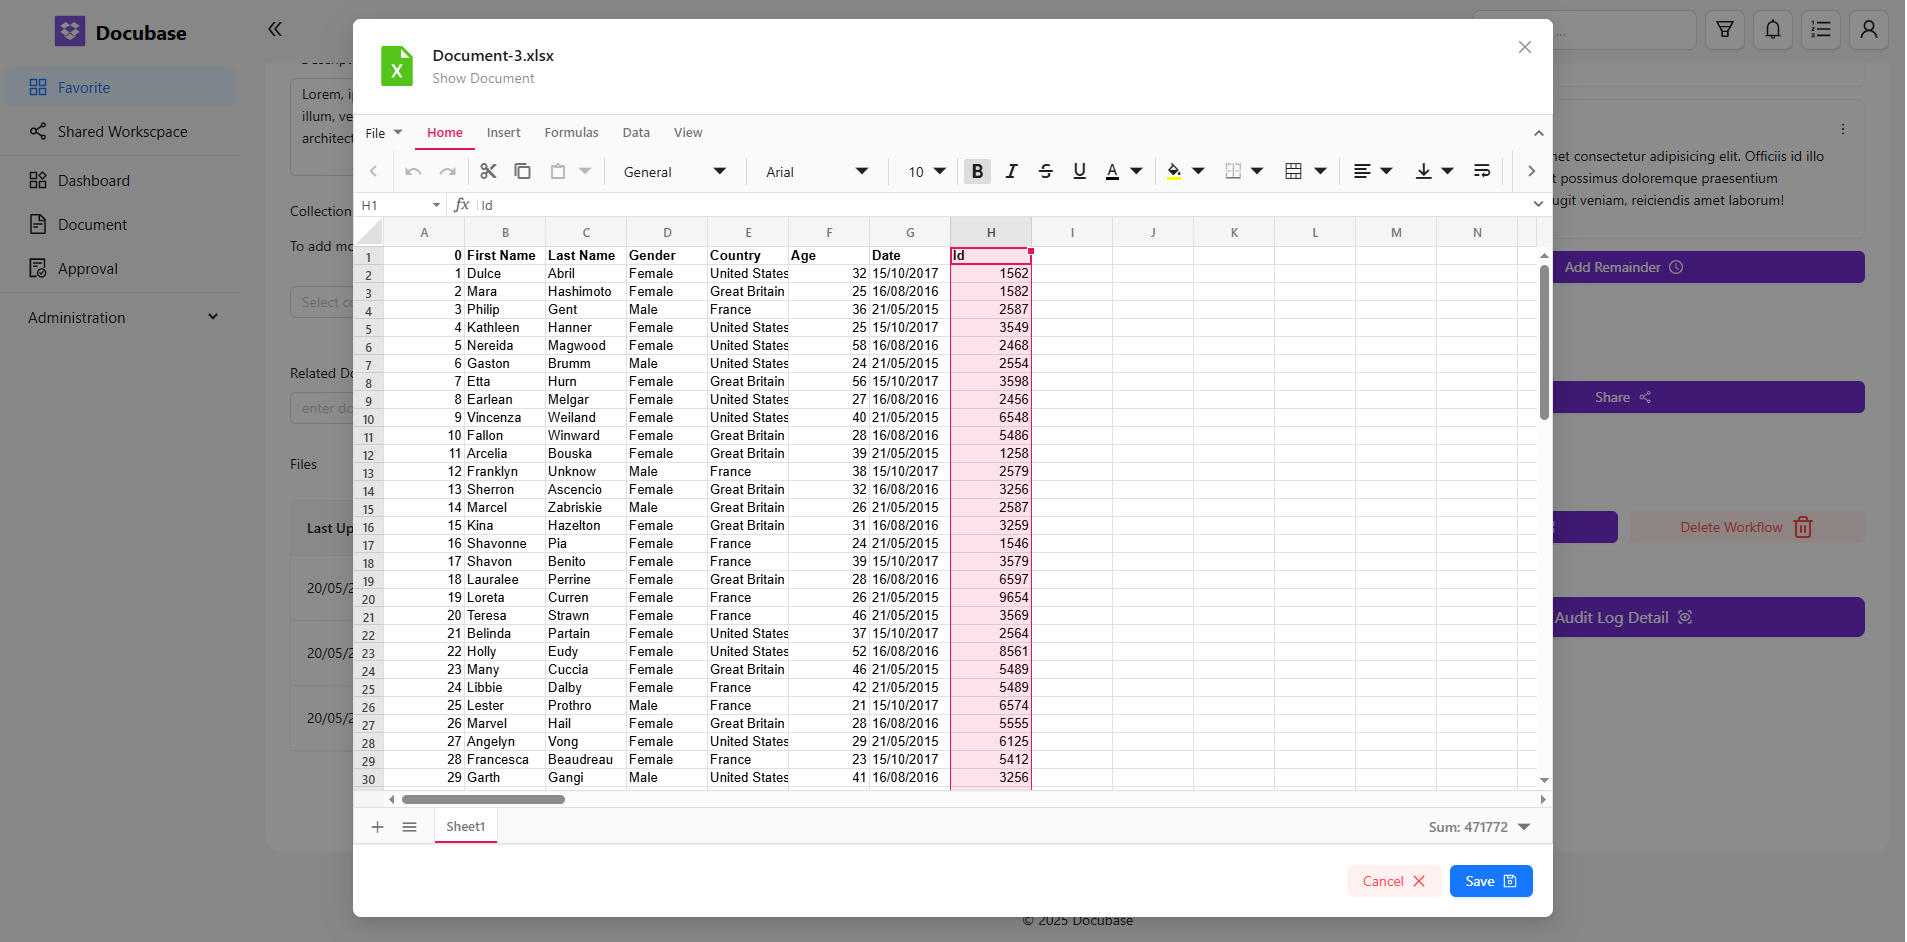 Docubase
Favorite
Shared Workscpace
Dashboard
Document
Approval
Administration
Lorem,
illum, ve
architect
Collection
To add mo
Select co
Related Do
enter do
Files
Last Up
20/05/2
20/05/2
20/05/2
Document-3.xlsx
Show Document
File Home Insert Formulas Data View
General Arial 10 B I S U A
H1 fx Id
A B C D E F G H I J K L M N
1 0 First Name Last Name Gender Country Age Date Id
2 1 Dulce Abril Female United States 32 15/10/2017 1562
3 2 Mara Hashimoto Female Great Britain 25 16/08/2016 1582
4 3 Philip Gent Male France 36 21/05/2015 2587
5 4 Kathleen Hanner Female United States 25 15/10/2017 3549
6 5 Nereida Magwood Female United States 58 16/08/2016 2468
7 6 Gaston Brumm Male United States 24 21/05/2015 2554
8 7 Etta Hurn Female Great Britain 56 15/10/2017 3598
9 8 Earlean Melgar Female United States 27 16/08/2016 2456
10 9 Vincenza Weiland Female United States 40 21/05/2015 6548
11 10 Fallon Winward Female Great Britain 28 16/08/2016 5486
12 11 Arcelia Bouska Female Great Britain 39 21/05/2015 1258
13 12 Franklyn Unknow Male France 38 15/10/2017 2579
14 13 Sherron Ascencio Female Great Britain 32 16/08/2016 3256
15 14 Marcel Zabriskie Male Great Britain 26 21/05/2015 2587
16 15 Kina Hazelton Female Great Britain 31 16/08/2016 3259
17 16 Shavonne Pia Female France 24 21/05/2015 1546
18 17 Shavon Benito Female France 39 15/10/2017 3579
19 18 Lauralee Perrine Female Great Britain 28 16/08/2016 6597
20 19 Loreta Curren Female France 26 21/05/2015 9654
21 20 Teresa Strawn Female France 46 21/05/2015 3569
22 21 Belinda Partain Female United States 37 15/10/2017 2564
23 22 Holly Eudy Female United States 52 16/08/2016 8561
24 23 Many Cuccia Female Great Britain 46 21/05/2015 5489
25 24 Libbie Dalby Female France 42 21/05/2015 5489
26 25 Lester Prothro Male France 21 15/10/2017 6574
27 26 Marvel Hail Female Great Britain 28 16/08/2016 5555
28 27 Angelyn Vong Female United States 29 21/05/2015 6125
29 28 Francesca Beaudreau Female France 23 15/10/2017 5412
30 29 Garth Gangi Male United States 41 16/08/2016 3256
Sheet1
Sum: 471772
Cancel
Save
...
et consectetur adipisicing elit. Officiis id illo
t possimus doloremque praesentium
ugit veniam, reiciendis amet laborum!
Add Remainder
Share
Delete Workflow
Audit Log Detail
© 2025 Docubase